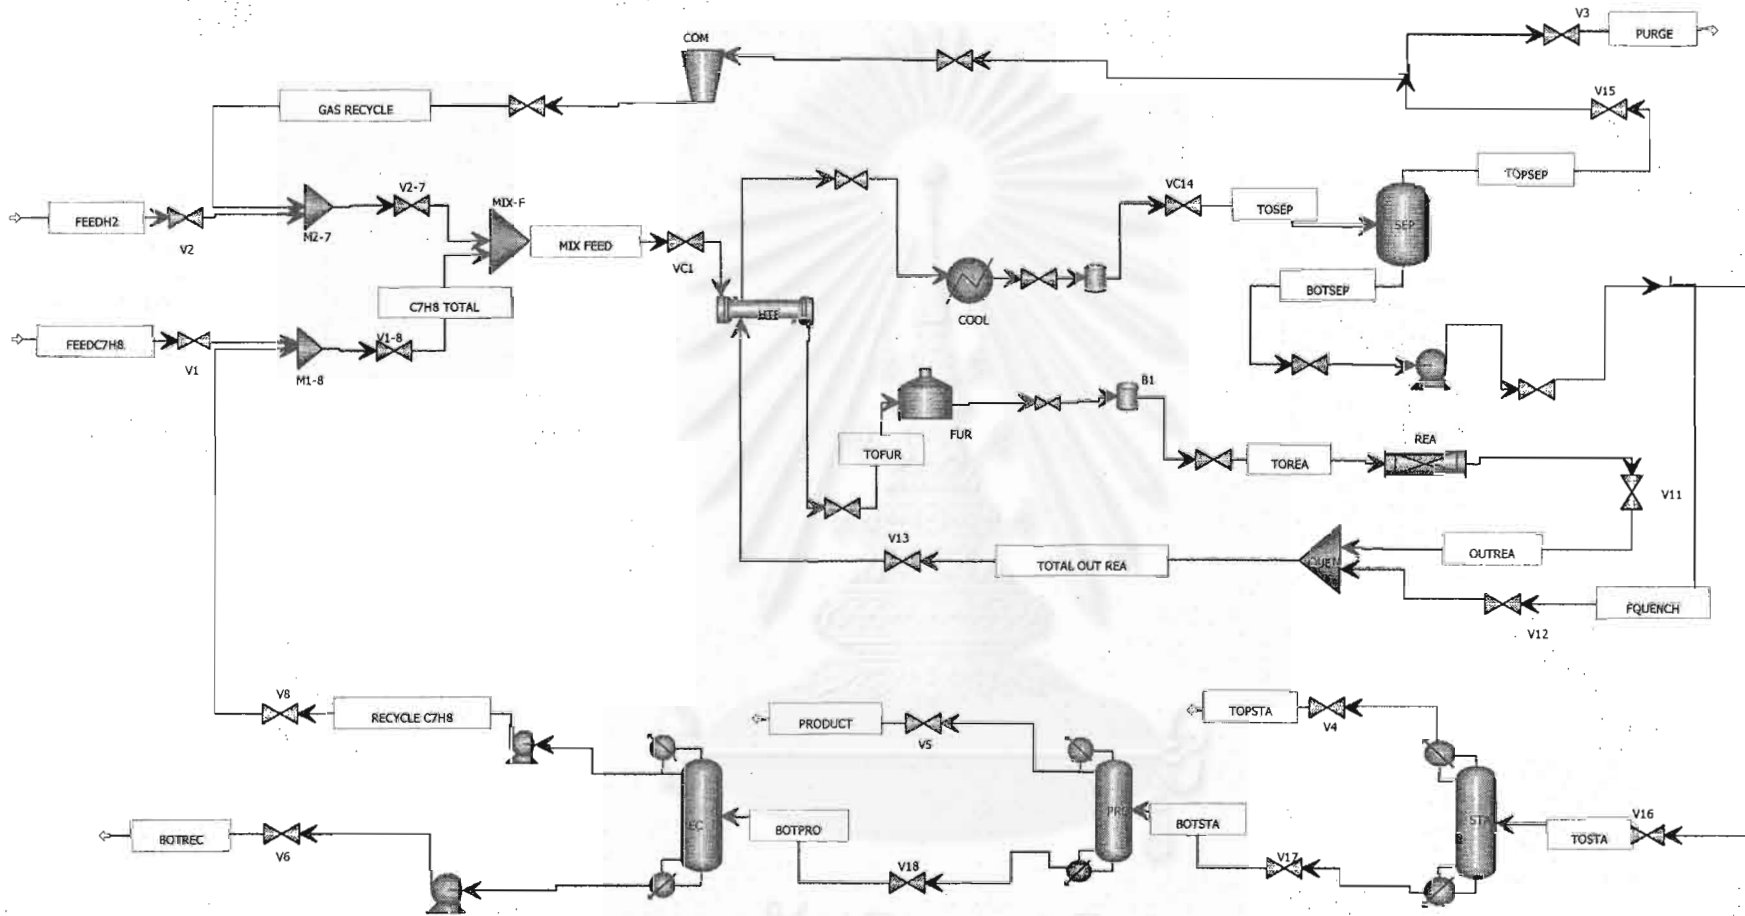 V3
PURGE
COM
V15
GAS RECYCLE
TOPSEP
V2-7
MIX-F
VC14
TOSEP
FEEDH2
V2
M2-7
MIX FEED
VC1
SEP
BOTSEP
C7H8 TOTAL
COOL
FEEDC7H8
V1
V1-8
M1-8
B1
FUR
TOFUR
REA
TOREA
V11
V13
TOTAL OUT REA
OUTREA
FQUENCH
V12
V8
RECYCLE C7H8
PRODUCT
V5
TOPSTA
V4
BOTREC
V6
EC
BOTPRO
V18
PRO
BOTSTA
V17
STA
TOSTA
V16